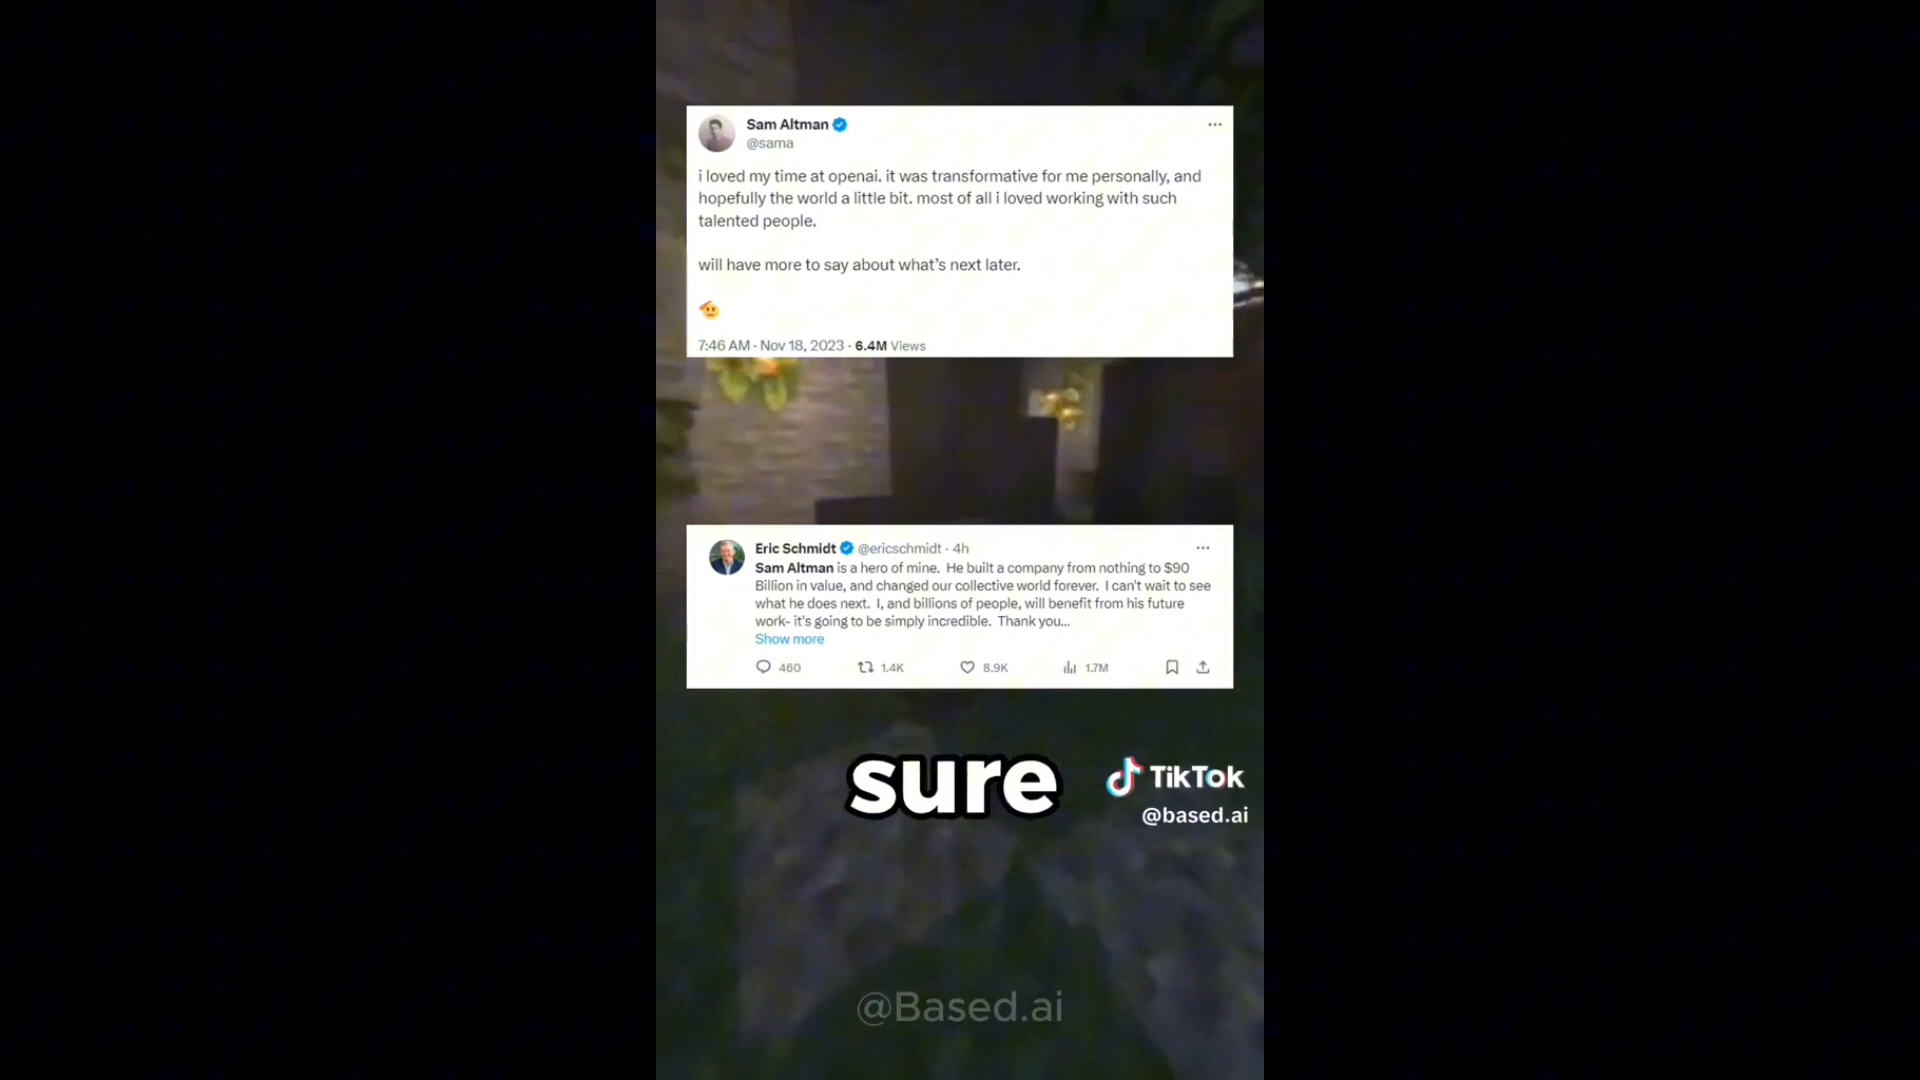 Sam Altman
@sama
i loved my time at openai. it was transformative for me personally, and
hopefully the world a little bit. most of all i loved working with such
talented people.
will have more to say about what's next later.
7:46 AM · Nov 18, 2023 · 6.4M Views
Eric Schmidt @ericschmidt · 4h
Sam Altman is a hero of mine. He built a company from nothing to $90
Billion in value, and changed our collective world forever. I can't wait to see
what he does next. I, and billions of people, will benefit from his future
work- it's going to be simply incredible. Thank you...
Show more
460 1.4K 8.9K 1.7M
sure
TikTok
@based.ai
@Based.ai